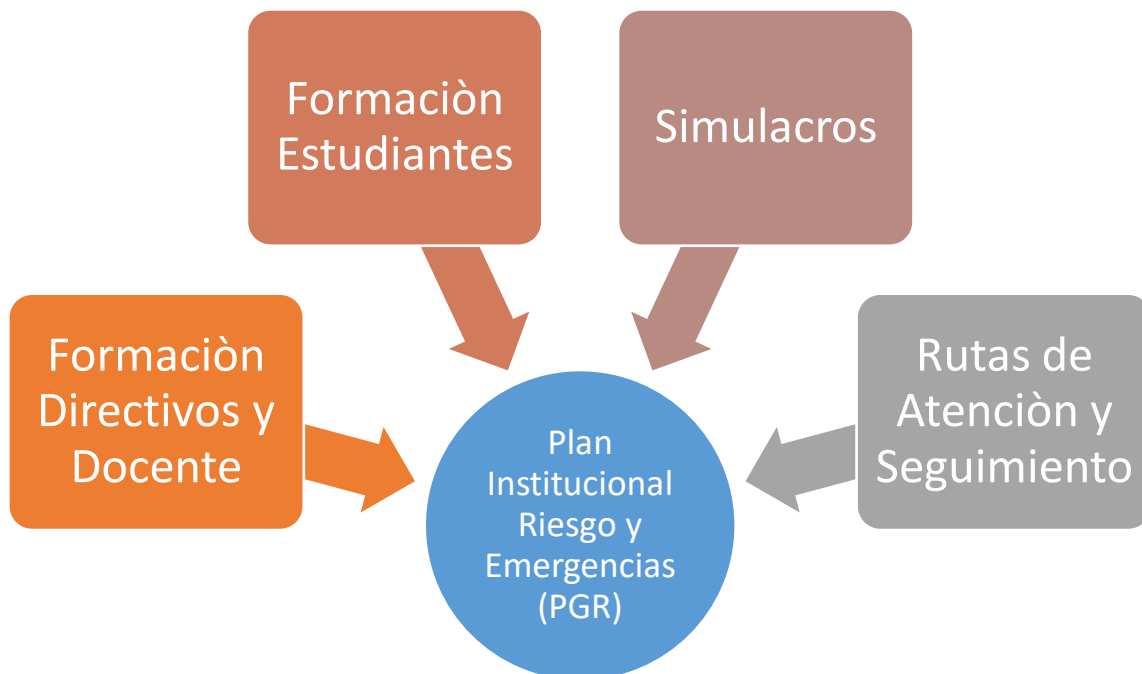 Formaciòn
Estudiantes
Simulacros
Formaciòn
Directivos y
Docente
Rutas de
Atenciòn y
Seguimiento
Plan
Institucional
Riesgo y
Emergencias
(PGR)